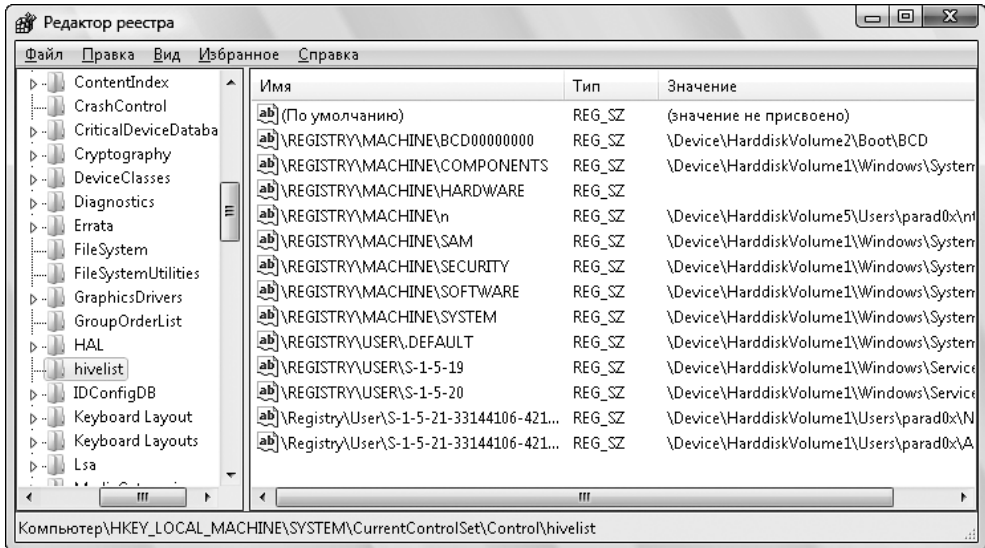 Редактор реестра
Файл Правка Вид Избранное Справка
ContentIndex
CrashControl
CriticalDeviceDataba
Cryptography
DeviceClasses
Diagnostics
Errata
FileSystem
FileSystemUtilities
GraphicsDrivers
GroupOrderList
HAL
hivelist
IDConfigDB
Keyboard Layout
Keyboard Layouts
Lsa
Имя Тип Значение
(По умолчанию) REG_SZ (значение не присвоено)
\REGISTRY\MACHINE\BCD00000000 REG_SZ \Device\HarddiskVolume2\Boot\BCD
\REGISTRY\MACHINE\COMPONENTS REG_SZ \Device\HarddiskVolume1\Windows\System
\REGISTRY\MACHINE\HARDWARE REG_SZ
\REGISTRY\MACHINE\n REG_SZ \Device\HarddiskVolume5\Users\parad0x\nt
\REGISTRY\MACHINE\SAM REG_SZ \Device\HarddiskVolume1\Windows\System
\REGISTRY\MACHINE\SECURITY REG_SZ \Device\HarddiskVolume1\Windows\System
\REGISTRY\MACHINE\SOFTWARE REG_SZ \Device\HarddiskVolume1\Windows\System
\REGISTRY\MACHINE\SYSTEM REG_SZ \Device\HarddiskVolume1\Windows\System
\REGISTRY\USER\.DEFAULT REG_SZ \Device\HarddiskVolume1\Windows\System
\REGISTRY\USER\S-1-5-19 REG_SZ \Device\HarddiskVolume1\Windows\Service
\REGISTRY\USER\S-1-5-20 REG_SZ \Device\HarddiskVolume1\Windows\Service
\Registry\User\S-1-5-21-33144106-421... REG_SZ \Device\HarddiskVolume1\Users\parad0x\N
\Registry\User\S-1-5-21-33144106-421... REG_SZ \Device\HarddiskVolume1\Users\parad0x\A
Компьютер\HKEY_LOCAL_MACHINE\SYSTEM\CurrentControlSet\Control\hivelist